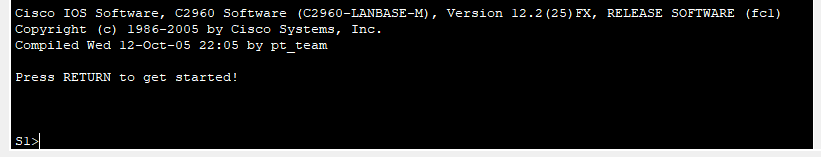 Cisco IOS Software, C2960 Software (C2960-LANBASE-M), Version 12.2(25)FX, RELEASE SOFTWARE (fc1)
Copyright (c) 1986-2005 by Cisco Systems, Inc.
Compiled Wed 12-Oct-05 22:05 by pt_team
Press RETURN to get started!
S1>